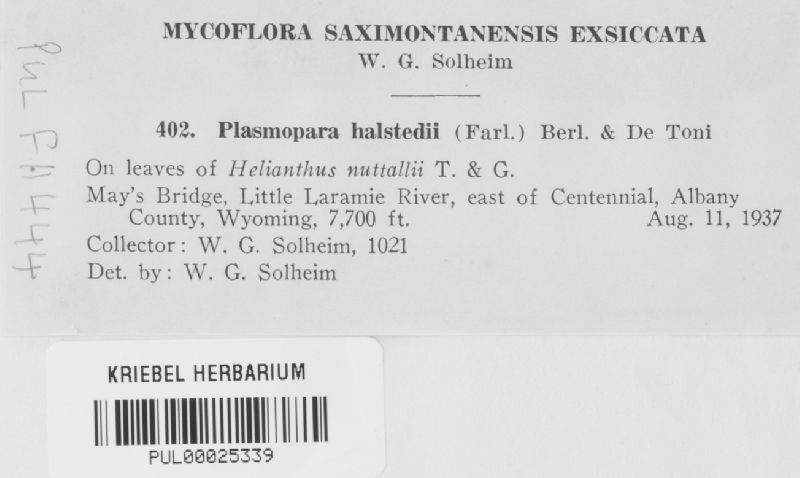 MYCOFLORA SAXIMONTANENSIS EXSICCATA
W. G. Solheim
402. Plasmopara halstedii (Farl.) Berl. & De Toni
On leaves of Helianthus nuttallii T. & G.
May's Bridge, Little Laramie River, east of Centennial, Albany
County, Wyoming, 7,700 ft. Aug. 11, 1937
Collector: W. G. Solheim, 1021
Det. by: W. G. Solheim
PUL FA444
KRIEBEL HERBARIUM
PUL00025339